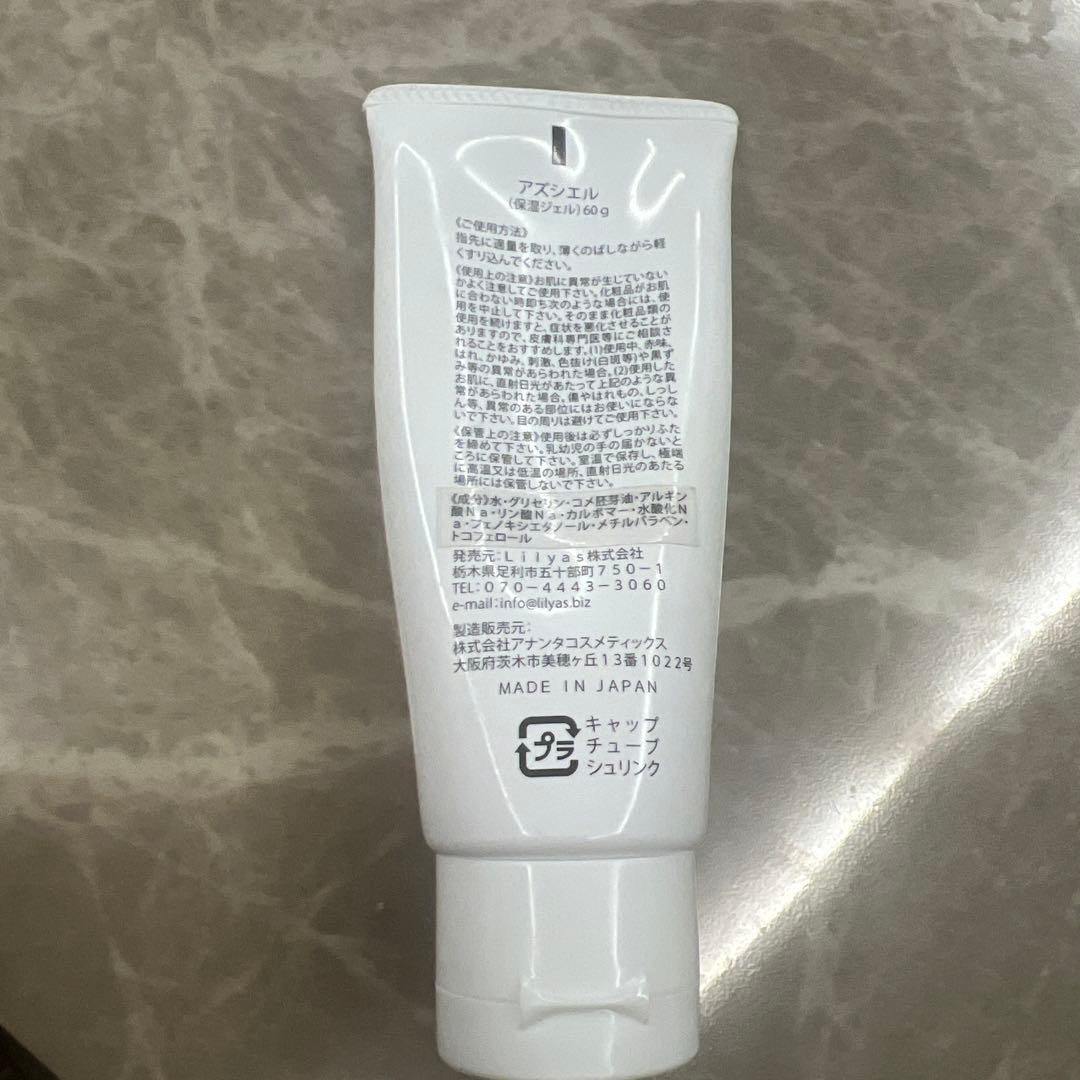 アズシエル
(保湿ジェル)60g
《ご使用方法》
指先に適量を取り、薄くのばしながら軽
くすり込んでください。
《使用上の注意》お肌に異常が生じていない
かよく注意してご使用下さい。化粧品がお肌
に合わない時即ち次のような場合には、使
用を中止して下さい。そのまま化粧品類の
使用を続けますと、症状を悪化させることが
ありますので、皮膚科専門医等にご相談さ
れることをおすすめします。(1)使用中、赤味、
はれ、かゆみ、刺激、色抜け(白斑等)や黒ず
み等の異常があらわれた場合。(2)使用した
お肌に、直射日光があたって上記のような異
常があらわれた場合。傷やはれもの、しっし
ん等、異常のある部位にはお使いにならな
いで下さい。目の周りは避けてご使用下さい。
《保管上の注意》使用後は必ずしっかりふた
を締めて下さい。乳幼児の手の届かないと
ころに保管して下さい。室温で保存し、極端
に高温又は低温の場所、直射日光のあたる
場所には保管しないで下さい。
《成分》水・グリセリン・コメ胚芽油・アルギン
酸Na・リン酸Na・カルボマー・水酸化N
a・フェノキシエタノール・メチルパラベン・
トコフェロール
発売元:Lilyas株式会社
栃木県足利市五十部町750-1
TEL:070-4443-3060
e-mail:info@lilyas.biz
製造販売元:
株式会社アナンタコスメティックス
大阪府茨木市美穂ヶ丘13番1022号
MADE IN JAPAN
プラ
キャップ
チューブ
シュリンク